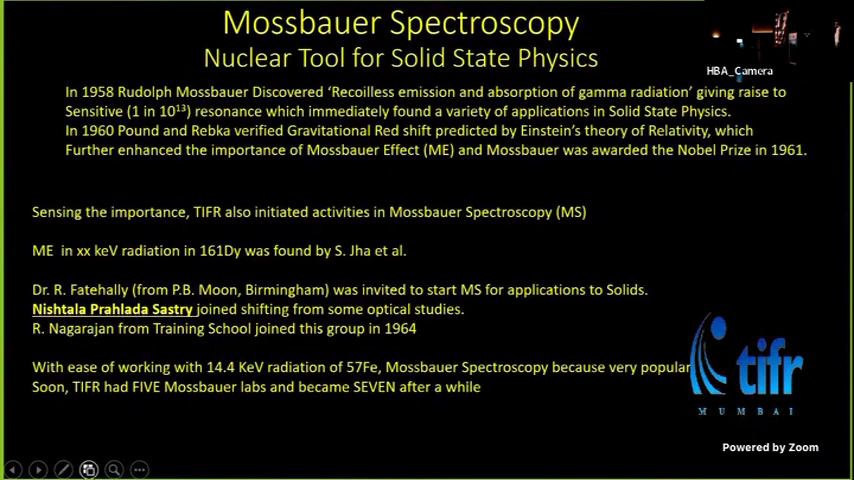 Mossbauer Spectroscopy
Nuclear Tool for Solid State Physics
HBA_Camera
In 1958 Rudolph Mossbauer Discovered ‘Recoilless emission and absorption of gamma radiation’ giving raise to
Sensitive (1 in 10¹³) resonance which immediately found a variety of applications in Solid State Physics.
In 1960 Pound and Rebka verified Gravitational Red shift predicted by Einstein’s theory of Relativity, which
Further enhanced the importance of Mossbauer Effect (ME) and Mossbauer was awarded the Nobel Prize in 1961.
Sensing the importance, TIFR also initiated activities in Mossbauer Spectroscopy (MS)
ME in xx keV radiation in 161Dy was found by S. Jha et al.
Dr. R. Fatehally (from P.B. Moon, Birmingham) was invited to start MS for applications to Solids.
Nishtala Prahlada Sastry joined shifting from some optical studies.
R. Nagarajan from Training School joined this group in 1964
With ease of working with 14.4 KeV radiation of 57Fe, Mossbauer Spectroscopy because very popular
Soon, TIFR had FIVE Mossbauer labs and became SEVEN after a while
tifr
MUMBAI
Powered by Zoom